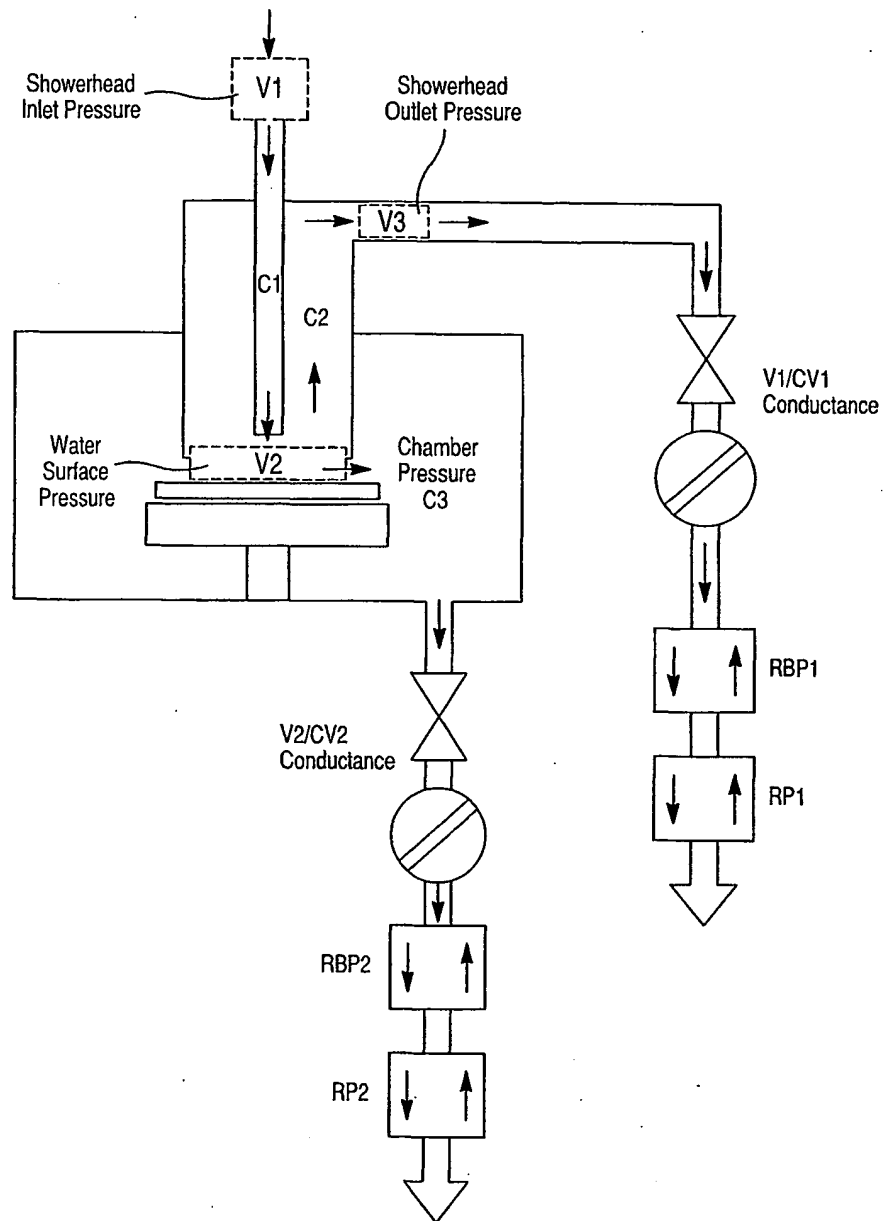 V1
Showerhead
Inlet Pressure
Showerhead
Outlet Pressure
V3
C1
C2
V1/CV1
Conductance
Water
Surface
Pressure
V2
Chamber
Pressure
C3
RBP1
V2/CV2
Conductance
RP1
RBP2
RP2